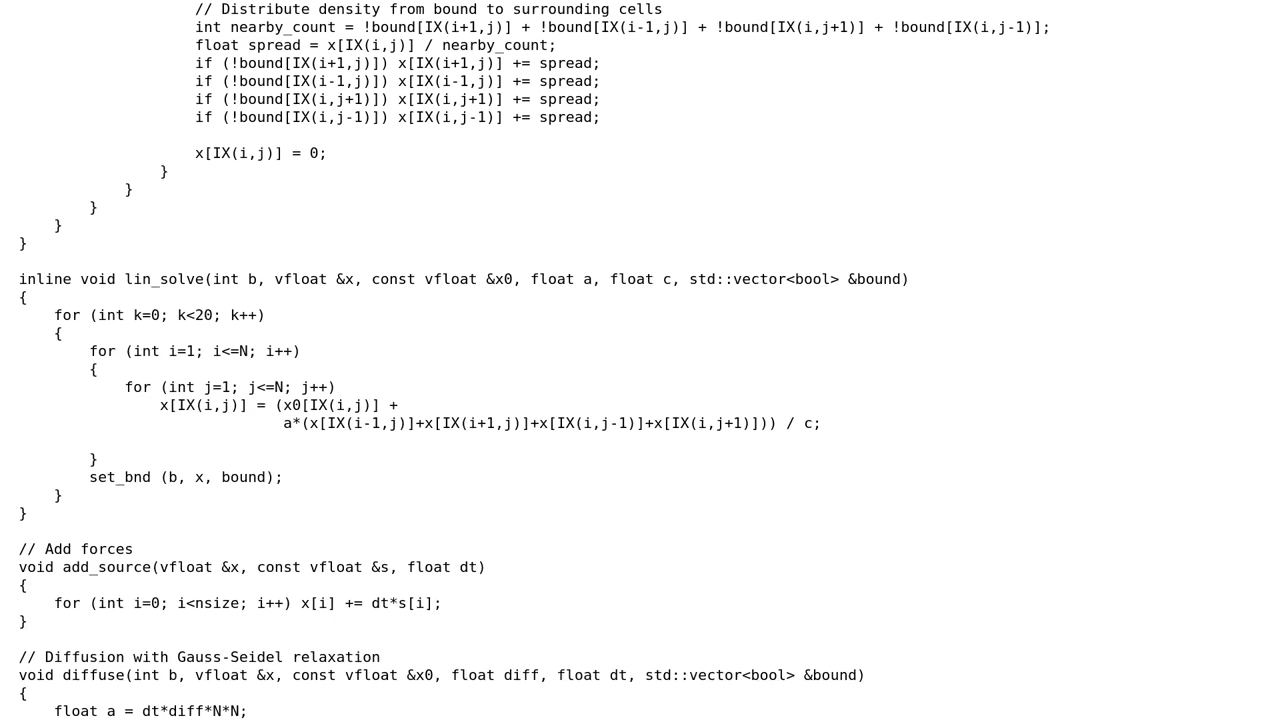 // Distribute density from bound to surrounding cells
                    int nearby_count = !bound[IX(i+1,j)] + !bound[IX(i-1,j)] + !bound[IX(i,j+1)] + !bound[IX(i,j-1)];
                    float spread = x[IX(i,j)] / nearby_count;
                    if (!bound[IX(i+1,j)]) x[IX(i+1,j)] += spread;
                    if (!bound[IX(i-1,j)]) x[IX(i-1,j)] += spread;
                    if (!bound[IX(i,j+1)]) x[IX(i,j+1)] += spread;
                    if (!bound[IX(i,j-1)]) x[IX(i,j-1)] += spread;

                    x[IX(i,j)] = 0;
                }
            }
        }
    }
}

inline void lin_solve(int b, vfloat &x, const vfloat &x0, float a, float c, std::vector<bool> &bound)
{
    for (int k=0; k<20; k++)
    {
        for (int i=1; i<=N; i++)
        {
            for (int j=1; j<=N; j++)
                x[IX(i,j)] = (x0[IX(i,j)] +
                              a*(x[IX(i-1,j)]+x[IX(i+1,j)]+x[IX(i,j-1)]+x[IX(i,j+1)])) / c;

        }
        set_bnd (b, x, bound);
    }
}

// Add forces
void add_source(vfloat &x, const vfloat &s, float dt)
{
    for (int i=0; i<nsize; i++) x[i] += dt*s[i];
}

// Diffusion with Gauss-Seidel relaxation
void diffuse(int b, vfloat &x, const vfloat &x0, float diff, float dt, std::vector<bool> &bound)
{
    float a = dt*diff*N*N;